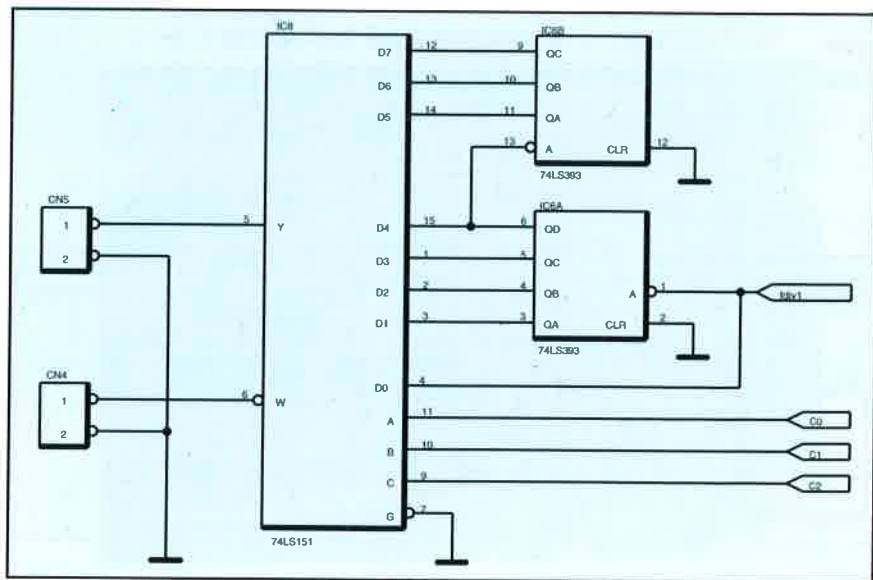 IC8
IC6B
D7 12 9 QC
D6 13 10 QB
D5 14 11 QA
13 A CLR 12
74LS393
CN5
IC6A
1 5 Y D4 15 6 QD
2 D3 1 5 QC
D2 2 4 QB A 1 fdiv1
D1 3 3 QA CLR 2
74LS393
CN4
D0 4
1 6 W
A 11 C0
2
B 10 C1
C 9 C2
G 7
74LS151